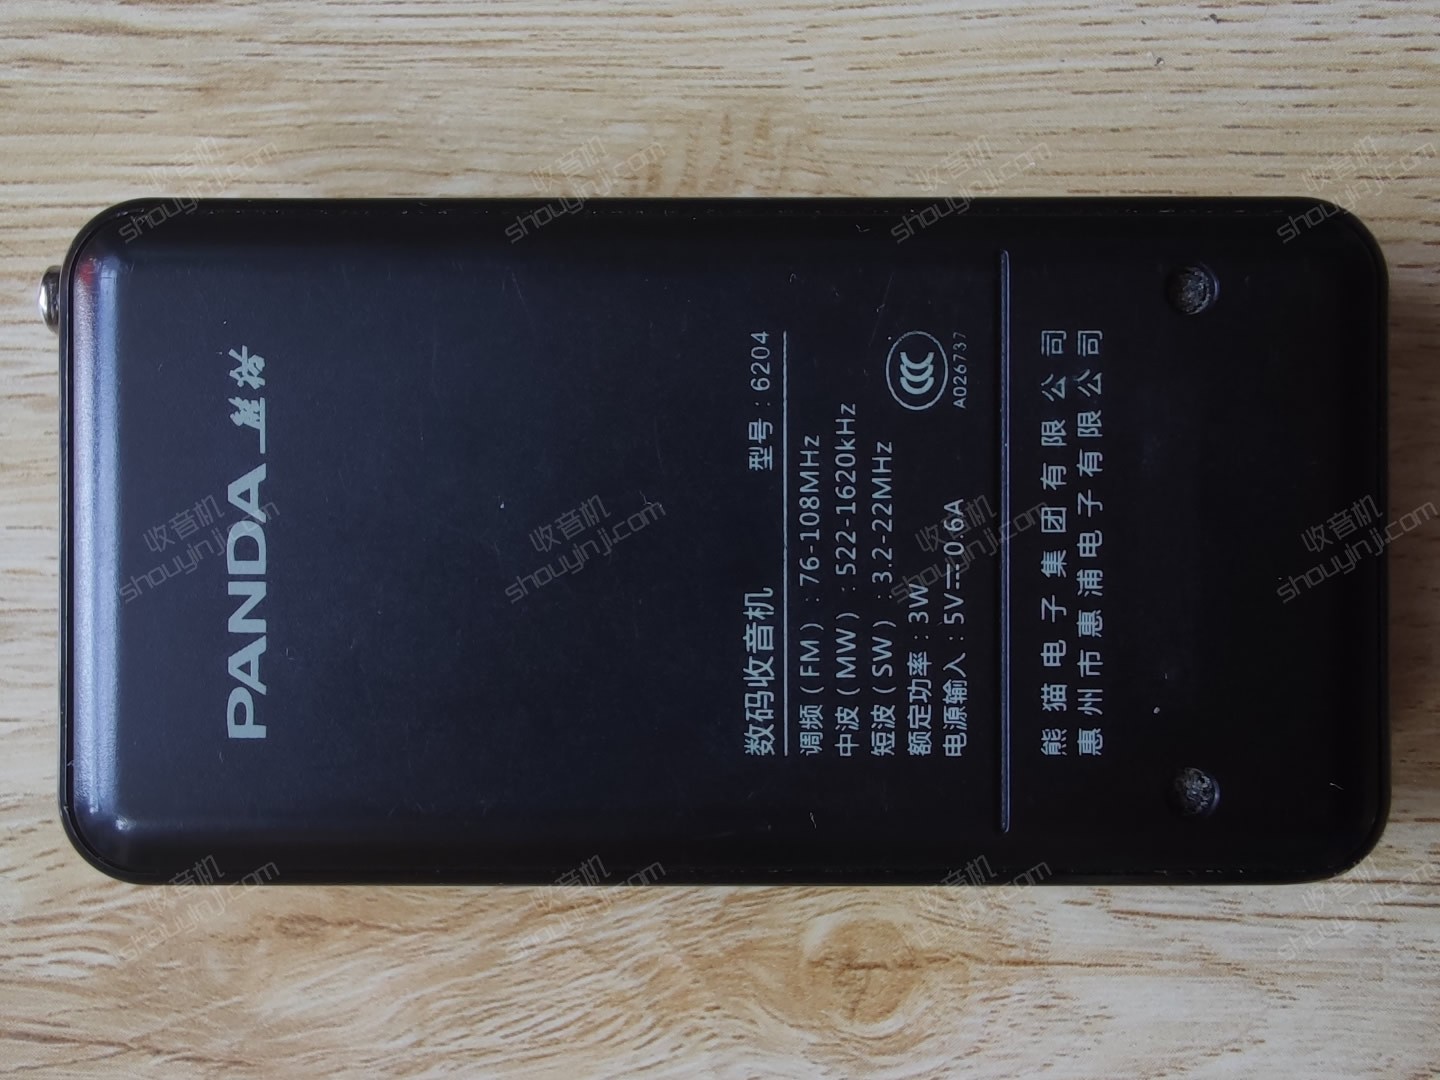 PANDA 熊猫
数码收音机 型号：6204
调频（FM）：76-108MHz
中波（MW）：522-1620kHz
短波（SW）：3.2-22MHz
额定功率：3W
电源输入：5V⎓0.6A
CCC
A026737
熊猫电子集团有限公司
惠州市惠浦电子有限公司
收音机
shouyinji.com